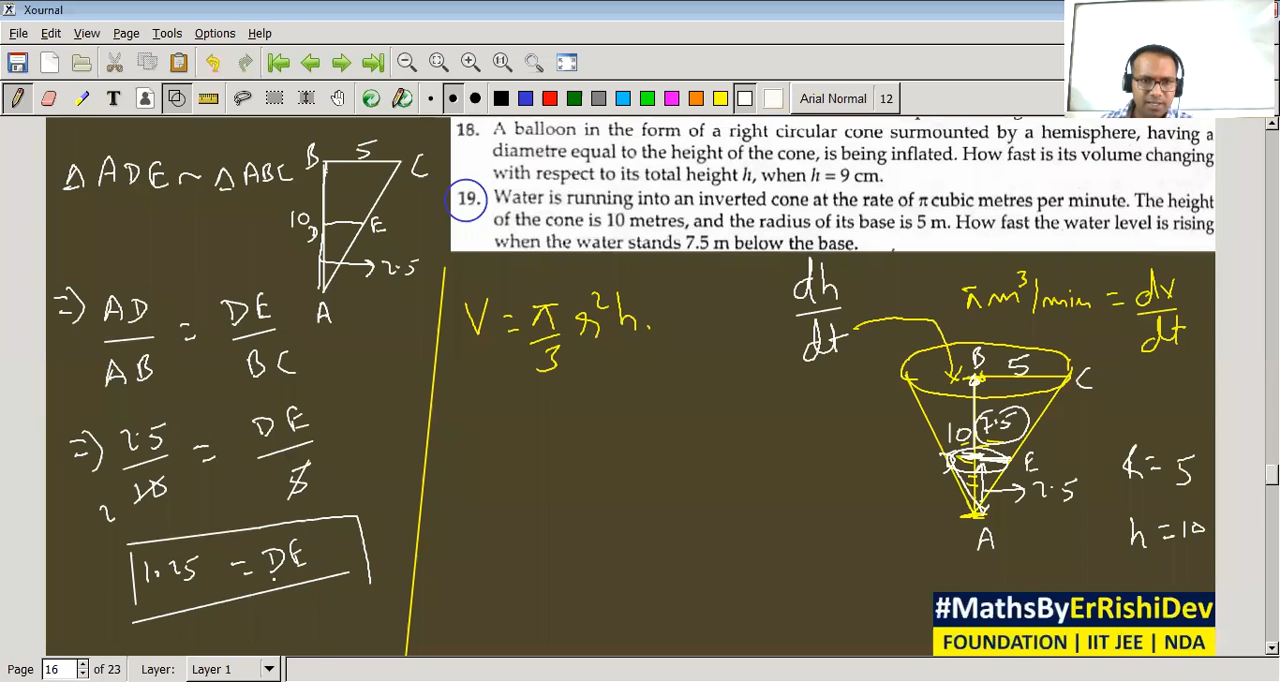 Xournal
File Edit View Page Tools Options Help
Arial Normal 12
18. A balloon in the form of a right circular cone surmounted by a hemisphere, having a
diametre equal to the height of the cone, is being inflated. How fast is its volume changing
with respect to its total height h, when h = 9 cm.
19. Water is running into an inverted cone at the rate of π cubic metres per minute. The height
of the cone is 10 metres, and the radius of its base is 5 m. How fast the water level is rising
when the water stands 7.5 m below the base.
Δ ADE ~ Δ ABC
B 5 C
10
D E
2.5
A
=> AD/AB = DE/BC
=> 2.5/10 = DE/5
2
1.25 = DE
V = π/3 r²h.
dh/dt
π m³/min = dv/dt
B 5 C
10 7.5
D E
2.5
A
r = 5
h = 10
#MathsByErRishiDev
FOUNDATION | IIT JEE | NDA
Page 16 of 23 Layer: Layer 1